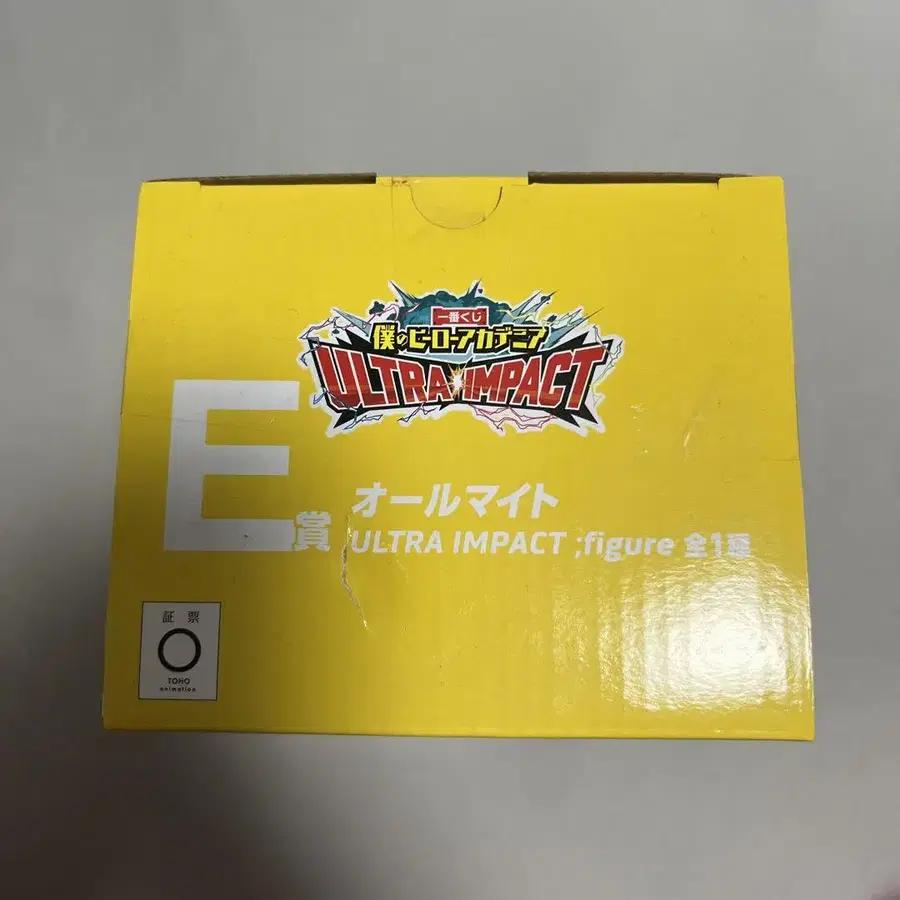 一番くじ
僕のヒーローアカデミア
ULTRA IMPACT
E賞
オールマイト
ULTRA IMPACT ;figure 全1種
証票
TOHO
animation